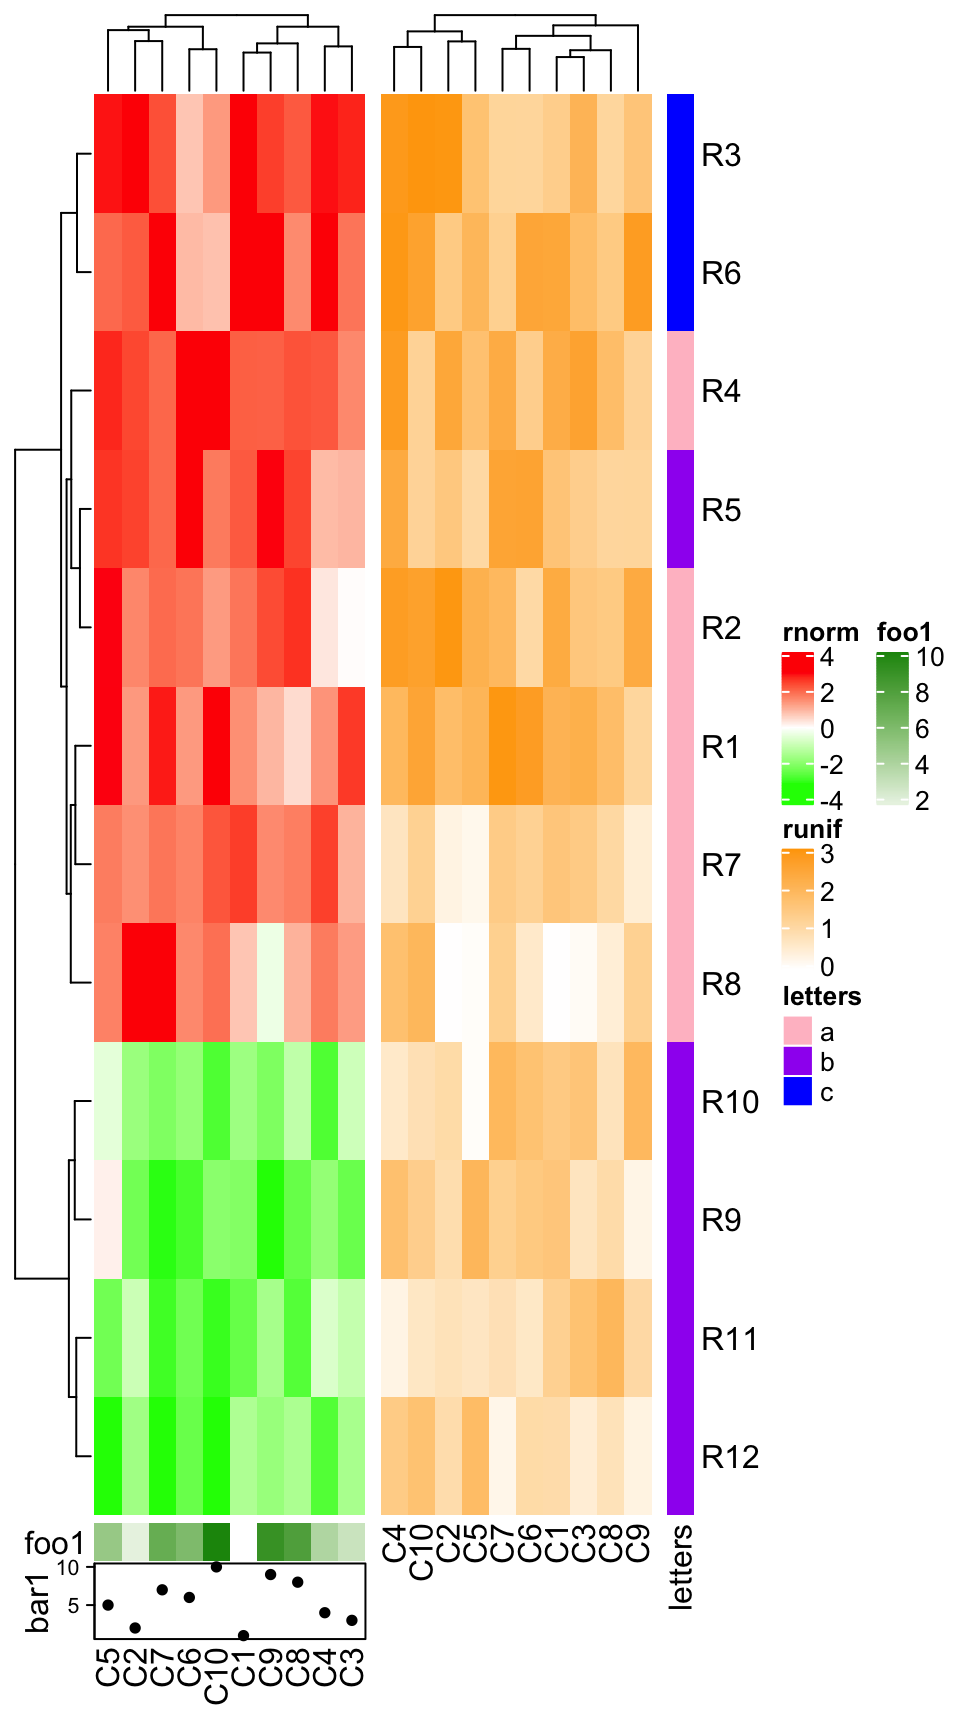 R3
R6
R4
R5
R2
R1
R7
R8
R10
R9
R11
R12
rnorm
4
2
0
-2
-4
foo1
10
8
6
4
2
runif
3
2
1
0
letters
a
b
c
foo1
bar1
10
5
C5 C2 C7 C6 C10 C1 C9 C8 C4 C3
C4 C10 C2 C5 C7 C6 C1 C3 C8 C9
letters